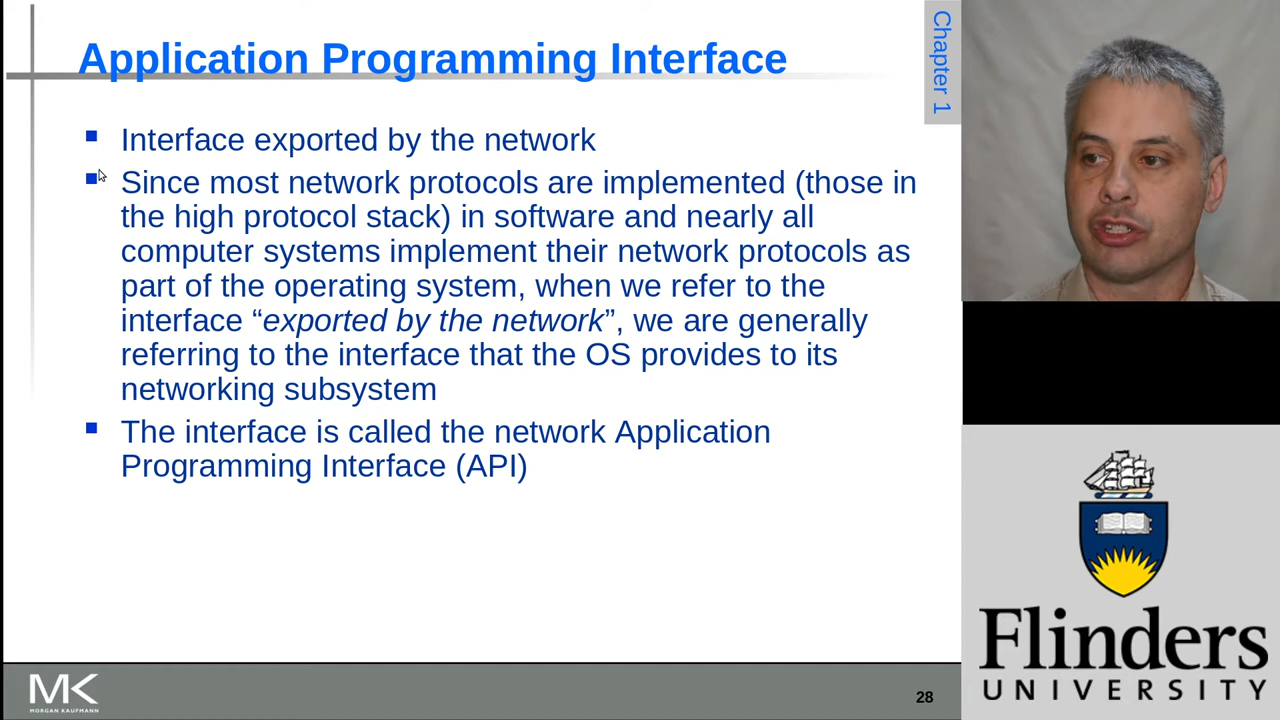 Application Programming Interface
Chapter 1
Interface exported by the network
Since most network protocols are implemented (those in
the high protocol stack) in software and nearly all
computer systems implement their network protocols as
part of the operating system, when we refer to the
interface “exported by the network”, we are generally
referring to the interface that the OS provides to its
networking subsystem
The interface is called the network Application
Programming Interface (API)
MK
MORGAN KAUFMANN
28
Flinders
UNIVERSITY